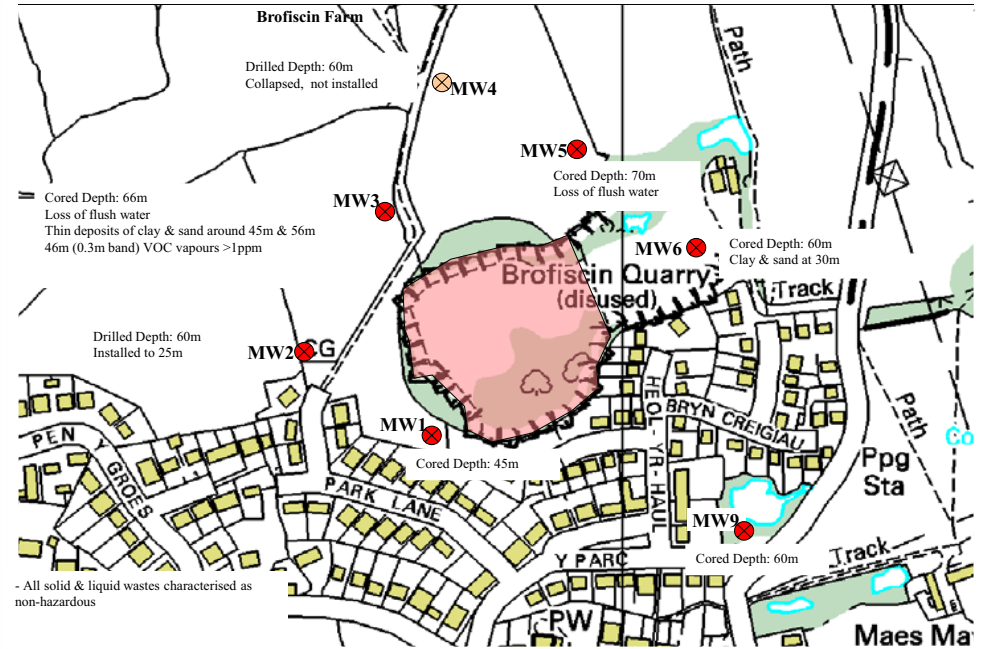 Brofiscin Farm
Drilled Depth: 60m
Collapsed, not installed
MW4
Path
MW5
Cored Depth: 70m
Loss of flush water
Cored Depth: 66m
Loss of flush water
Thin deposits of clay & sand around 45m & 56m
46m (0.3m band) VOC vapours >1ppm
MW3
MW6
Cored Depth: 60m
Clay & sand at 30m
Brofiscin Quarry
(disused)
Track
Drilled Depth: 60m
Installed to 25m
MW2
CG
HEOL-YR-HAUL
BRYN CREIGIAU
Path
MW1
Cored Depth: 45m
PEN Y GROES
PARK LANE
Ppg
Sta
Co
MW9
Cored Depth: 60m
Y PARC
Track
- All solid & liquid wastes characterised as
non-hazardous
PW
Maes Ma